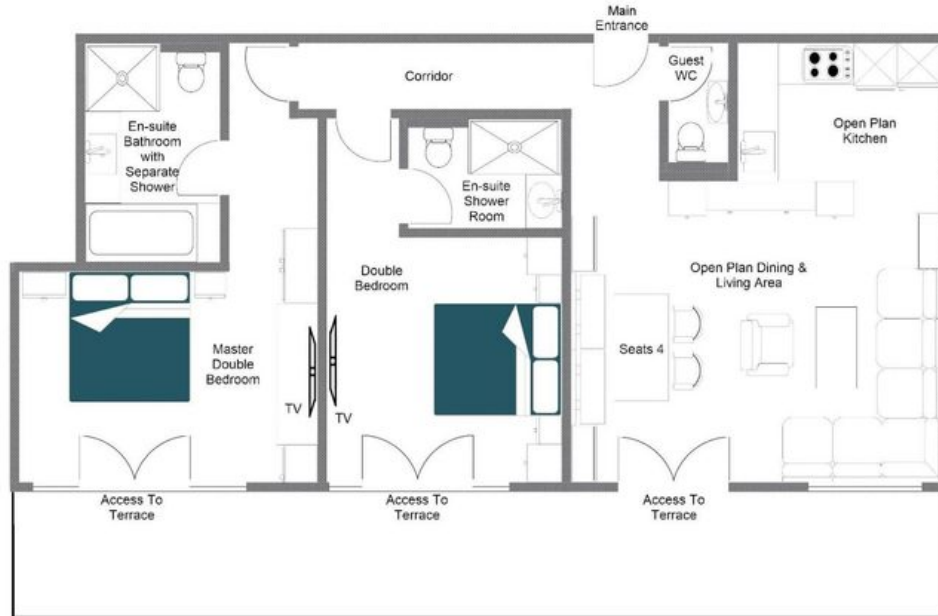 Main
Entrance
Corridor
Guest
WC
Open Plan
Kitchen
En-suite
Bathroom
with
Separate
Shower
En-suite
Shower
Room
Double
Bedroom
Open Plan Dining &
Living Area
Master
Double
Bedroom
Seats 4
TV
TV
Access To
Terrace
Access To
Terrace
Access To
Terrace